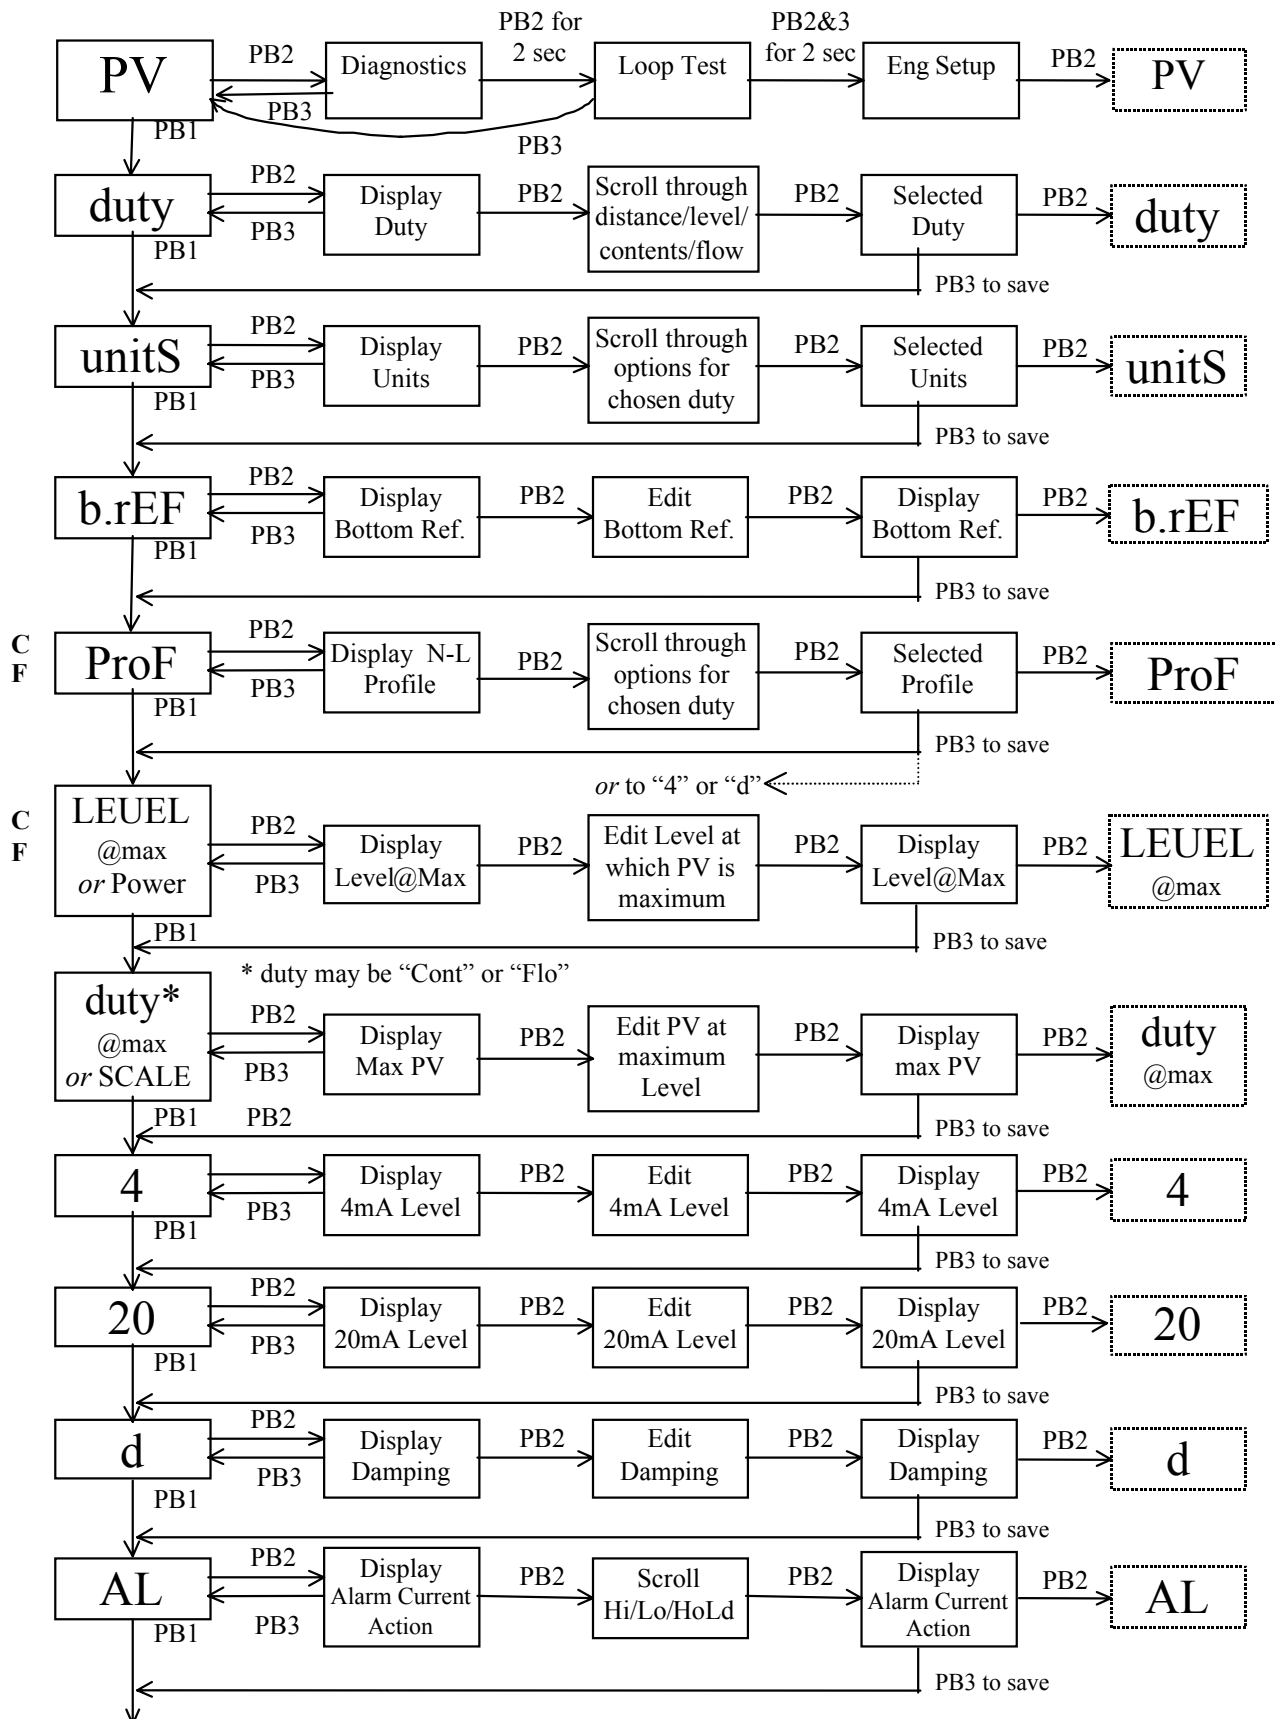 PB2 for
2 sec
PB2&3
for 2 sec
PV
PB2
Diagnostics
Loop Test
Eng Setup
PB2
PV
PB3
PB1
PB3
duty
PB2
PB3
Display
Duty
PB2
Scroll through
distance/level/
contents/flow
PB2
Selected
Duty
PB2
duty
PB1
PB3 to save
unitS
PB2
PB3
Display
Units
PB2
Scroll through
options for
chosen duty
PB2
Selected
Units
PB2
unitS
PB1
PB3 to save
b.rEF
PB2
PB3
Display
Bottom Ref.
PB2
Edit
Bottom Ref.
PB2
Display
Bottom Ref.
PB2
b.rEF
PB1
PB3 to save
C
F
ProF
PB2
PB3
Display N-L
Profile
PB2
Scroll through
options for
chosen duty
PB2
Selected
Profile
PB2
ProF
PB1
PB3 to save
or to “4” or “d”
C
F
LEUEL
@max
or Power
PB2
PB3
Display
Level@Max
PB2
Edit Level at
which PV is
maximum
PB2
Display
Level@Max
PB2
LEUEL
@max
PB1
PB3 to save
* duty may be “Cont” or “Flo”
duty*
@max
or SCALE
PB2
PB3
Display
Max PV
PB2
Edit PV at
maximum
Level
PB2
Display
max PV
PB2
duty
@max
PB1
PB2
PB3 to save
4
PB3
Display
4mA Level
PB2
Edit
4mA Level
PB2
Display
4mA Level
PB2
4
PB1
PB3 to save
20
PB2
PB3
Display
20mA Level
PB2
Edit
20mA Level
PB2
Display
20mA Level
PB2
20
PB1
PB3 to save
d
PB2
PB3
Display
Damping
PB2
Edit
Damping
PB2
Display
Damping
PB2
d
PB1
PB3 to save
AL
PB2
PB3
Display
Alarm Current
Action
PB2
Scroll
Hi/Lo/HoLd
PB2
Display
Alarm Current
Action
PB2
AL
PB1
PB3 to save